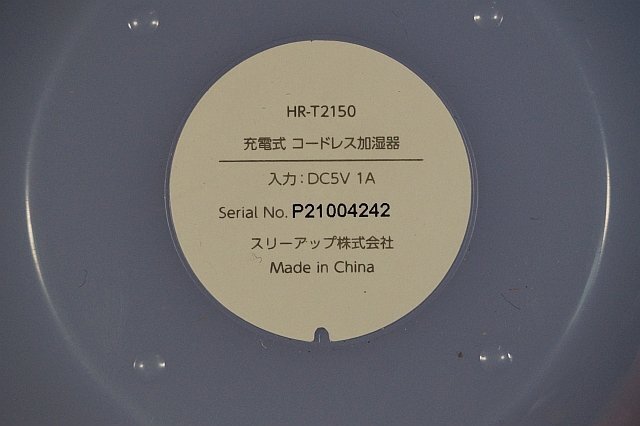 HR-T2150
充電式 コードレス加湿器
入力：DC5V 1A
Serial No. P21004242
スリーアップ株式会社
Made in China